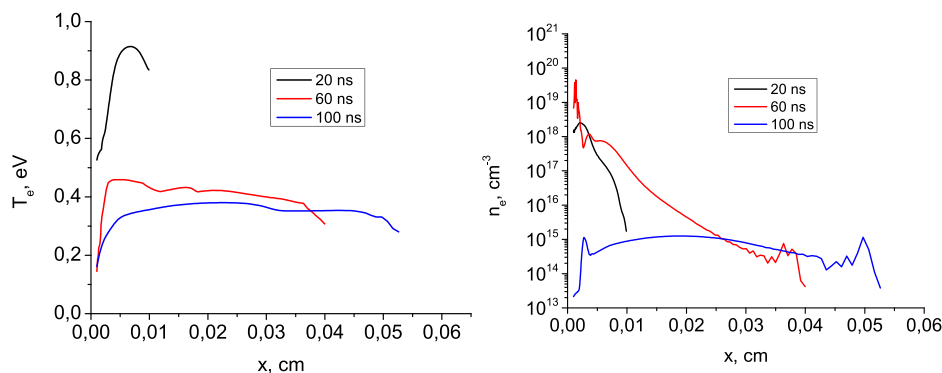 1,0
0,8
0,6
0,4
0,2
0,0
T_e, eV
0,00 0,01 0,02 0,03 0,04 0,05 0,06
x, cm
20 ns
60 ns
100 ns
10^21
10^20
10^19
10^18
10^17
10^16
10^15
10^14
10^13
n_e, cm^-3
0,00 0,01 0,02 0,03 0,04 0,05 0,06
x, cm
20 ns
60 ns
100 ns